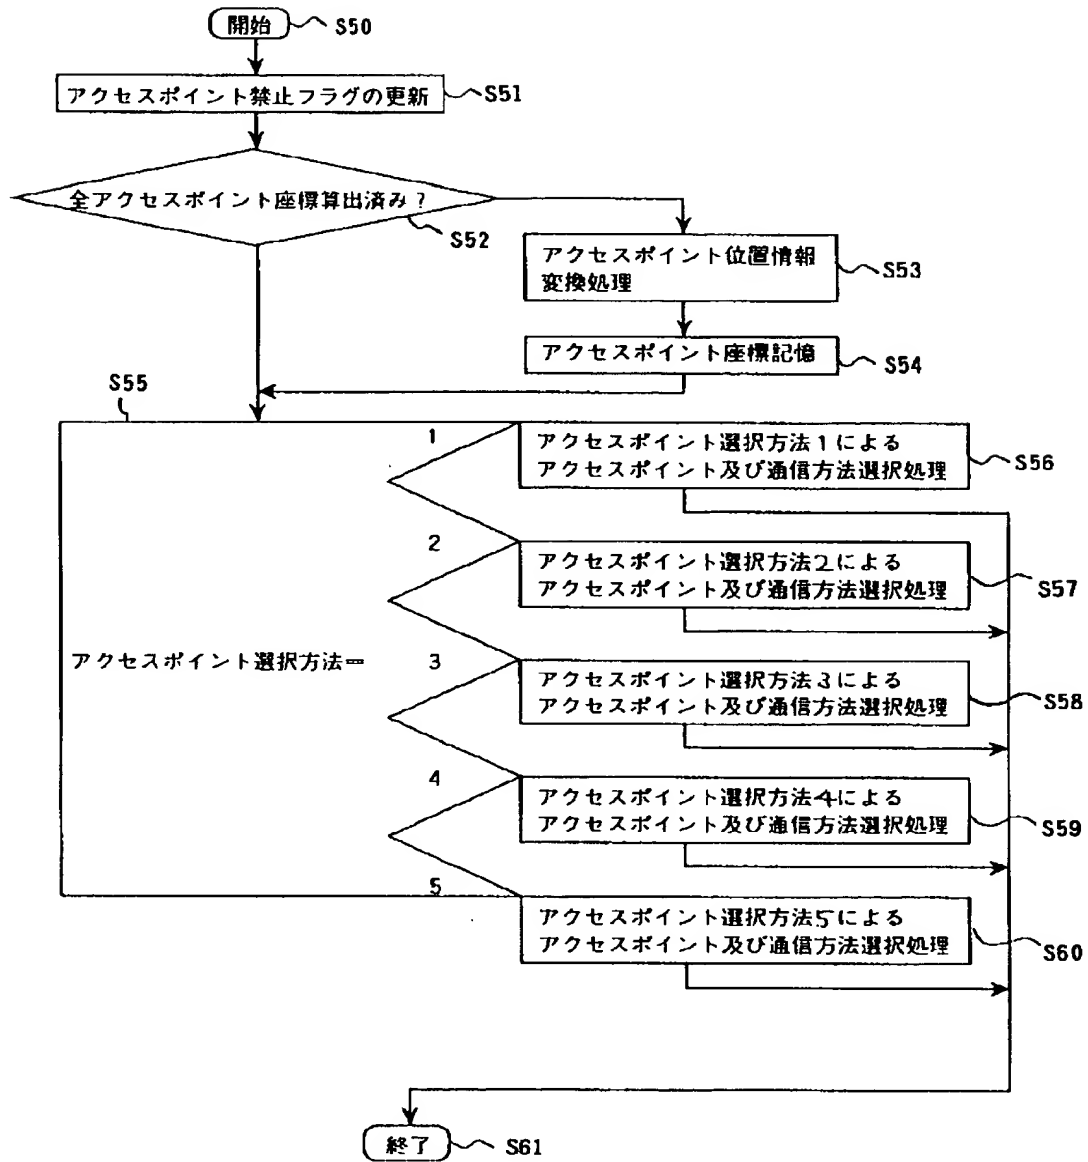 開始
S50
アクセスポイント禁止フラグの更新
S51
全アクセスポイント座標算出済み?
S52
アクセスポイント位置情報
変換処理
S53
アクセスポイント座標記憶
S54
S55
アクセスポイント選択方法=
1
アクセスポイント選択方法1による
アクセスポイント及び通信方法選択処理
S56
2
アクセスポイント選択方法2による
アクセスポイント及び通信方法選択処理
S57
3
アクセスポイント選択方法3による
アクセスポイント及び通信方法選択処理
S58
4
アクセスポイント選択方法4による
アクセスポイント及び通信方法選択処理
S59
5
アクセスポイント選択方法5による
アクセスポイント及び通信方法選択処理
S60
終了
S61